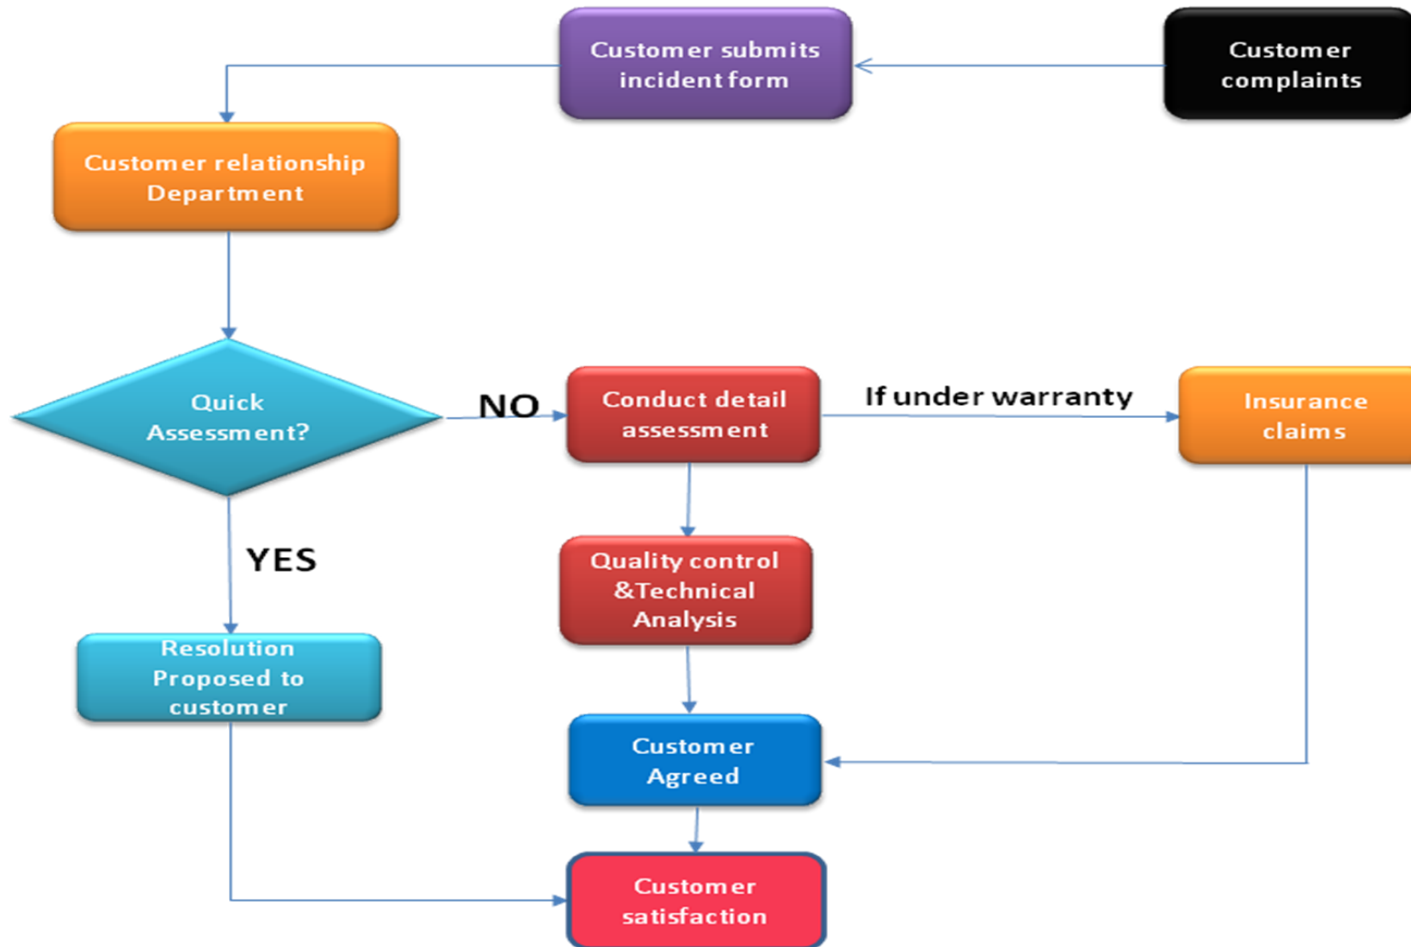 Customer submits
incident form
Customer
complaints
Customer relationship
Department
Quick
Assessment?
NO
Conduct detail
assessment
If under warranty
Insurance
claims
YES
Quality control
&Technical
Analysis
Resolution
Proposed to
customer
Customer
Agreed
Customer
satisfaction